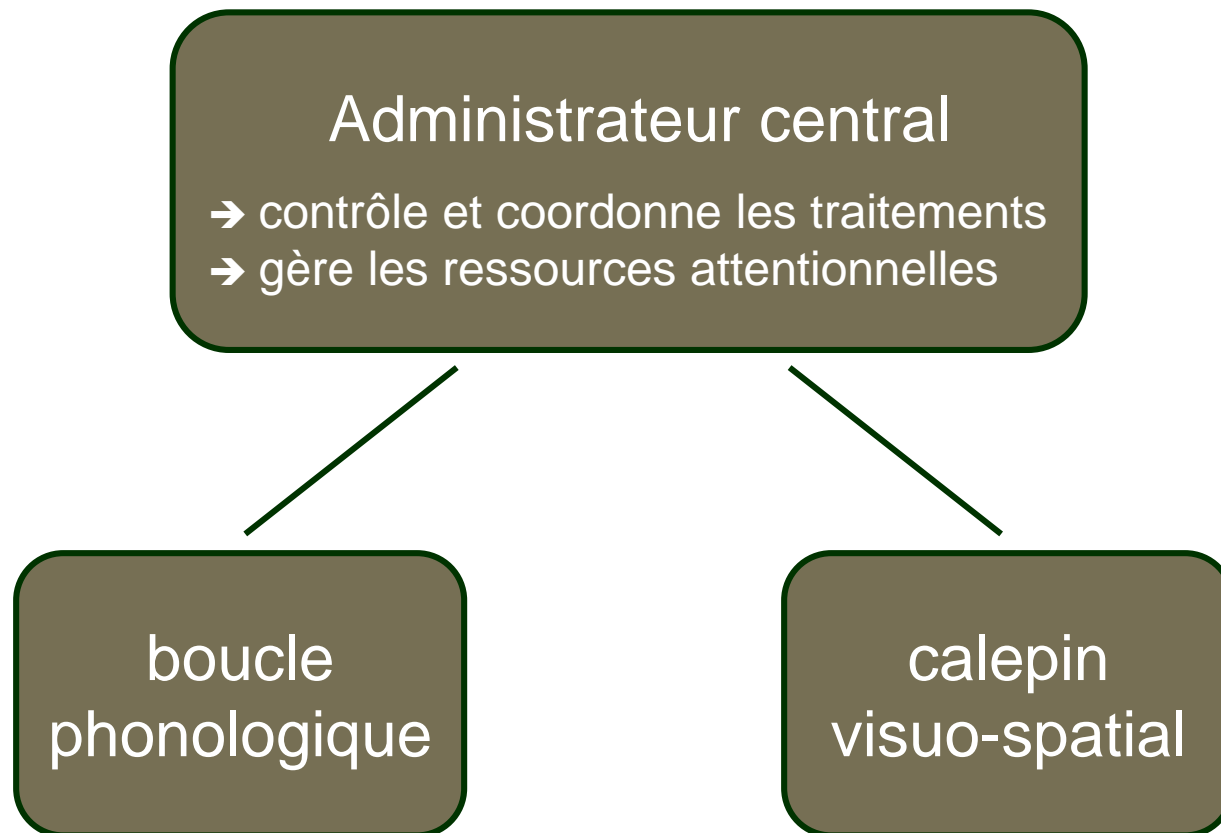 Administrateur central
➔ contrôle et coordonne les traitements
➔ gère les ressources attentionnelles
boucle
phonologique
calepin
visuo-spatial